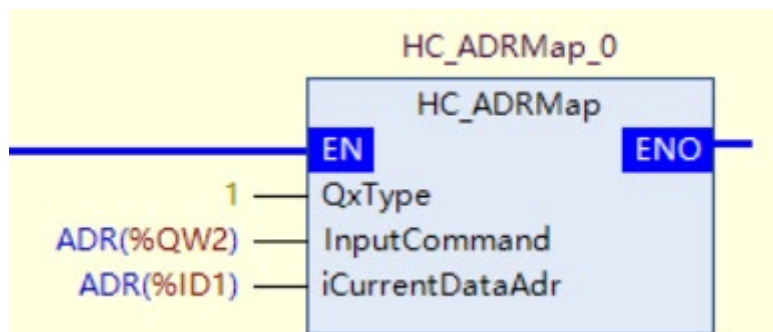 HC_ADRMap_0
HC_ADRMap
EN ENO
1 QxType
ADR(%QW2) InputCommand
ADR(%ID1) iCurrentDataAdr